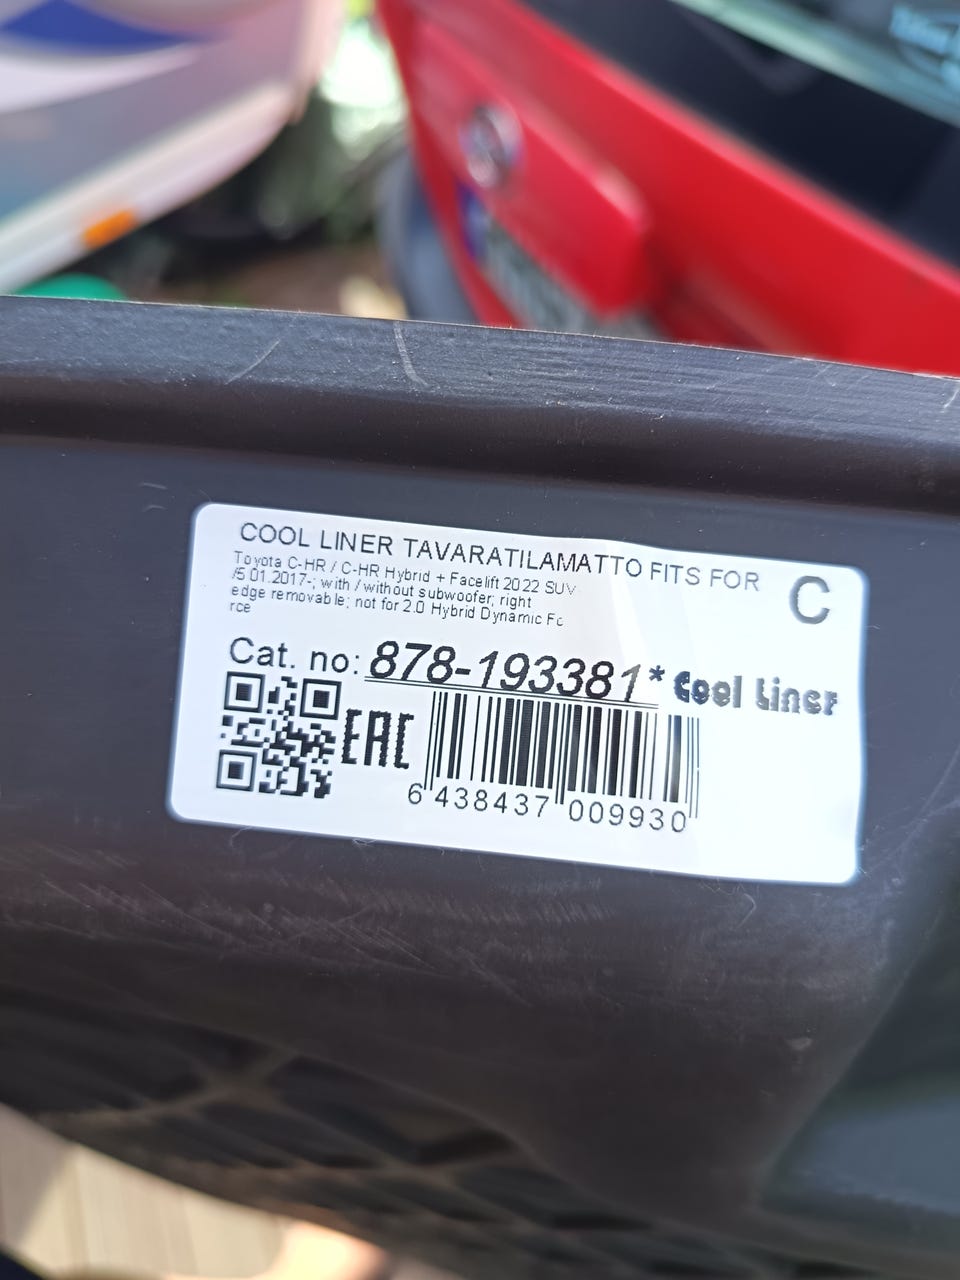 COOL LINER TAVARATILAMATTO FITS FOR
C
Toyota C-HR / C-HR Hybrid + Facelift 2022 SUV
/5 01.2017-; with / without subwoofer; right
edge removable; not for 2.0 Hybrid Dynamic Fo
rce
Cat. no: 878-193381* Cool Liner
EAC
6 438437 009930